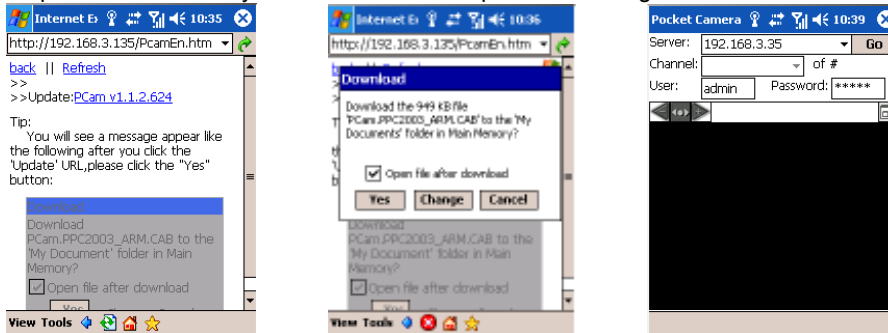 Internet Ex 10:35
http://192.168.3.135/PcamEn.htm
back || Refresh
>>
>>Update:PCam v1.1.2.624
Tip:
You will see a message appear like
the following after you click the
'Update' URL,please click the "Yes"
button:
Download
Download
PCam.PPC2003_ARM.CAB to the
'My Document' folder in Main
Memory?
Open file after download
Yes
View Tools
Internet Ex 10:36
http://192.168.3.135/PcamEn.htm
Download
Download the 949 KB file
'PCam.PPC2003_ARM.CAB' to the 'My
Documents' folder in Main Memory?
Open file after download
Yes Change Cancel
Download
PCam.PPC2003_ARM.CAB to the
'My Document' folder in Main
Memory?
Open file after download
View Tools
Pocket Camera 10:39
Server: 192.168.3.35 Go
Channel: of #
User: admin Password: *****